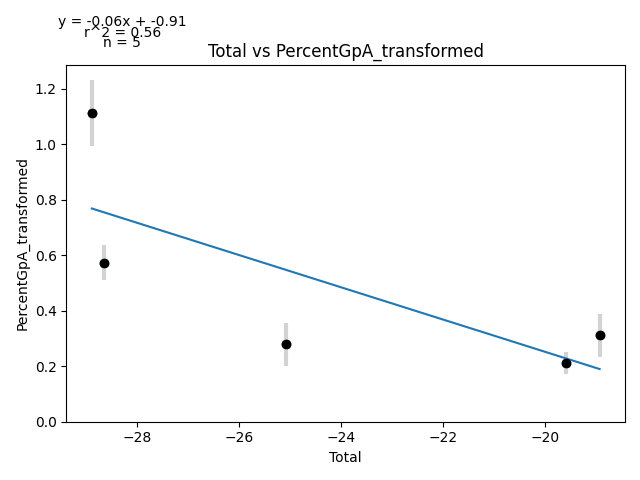 y = -0.06x + -0.91
r^2 = 0.56
n = 5
Total vs PercentGpA_transformed
PercentGpA_transformed
1.2
1.0
0.8
0.6
0.4
0.2
0.0
−28
−26
−24
−22
−20
Total